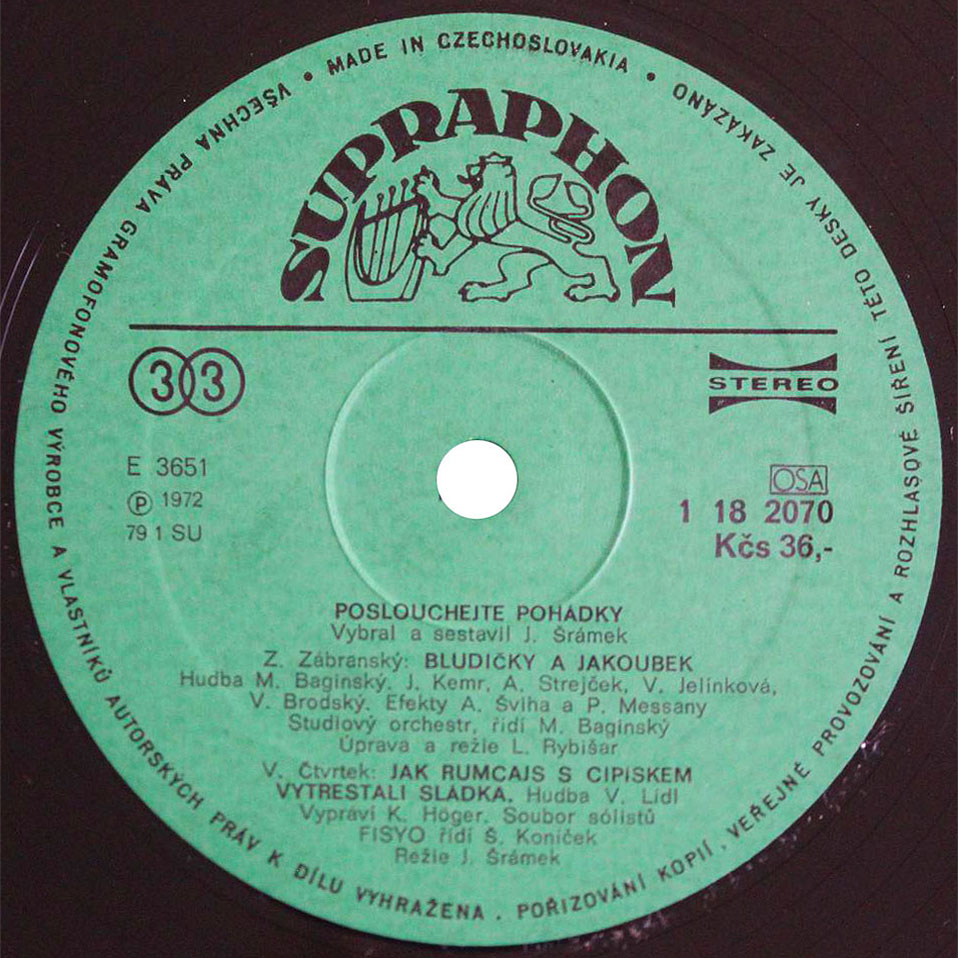 • MADE IN CZECHOSLOVAKIA •
VŠECHNA PRÁVA GRAMOFONOVÉHO VÝROBCE A VLASTNÍKŮ AUTORSKÝCH PRÁV K DÍLU VYHRAŽENA. POŘIZOVÁNÍ KOPIÍ, VEŘEJNÉ PROVOZOVÁNÍ A ROZHLASOVÉ ŠÍŘENÍ TÉTO DESKY JE ZAKÁZÁNO
SUPRAPHON
33
STEREO
E 3651
Ⓟ 1972
79 1 SU
OSA
1 18 2070
Kčs 36,-
POSLOUCHEJTE POHÁDKY
Vybral a sestavil J. Šrámek
Z. Zábranský: BLUDIČKY A JAKOUBEK
Hudba M. Baginský. J. Kemr, A. Strejček, V. Jelínková,
V. Brodský. Efekty A. Šviha a P. Messany
Studiový orchestr, řídí M. Baginský
Úprava a režie L. Rybišar
V. Čtvrtek: JAK RUMCAJS S CIPÍSKEM
VYTRESTALI SLÁDKA. Hudba V. Lídl
Vypráví K. Höger. Soubor sólistů
FISYO řídí Š. Koníček
Režie J. Šrámek